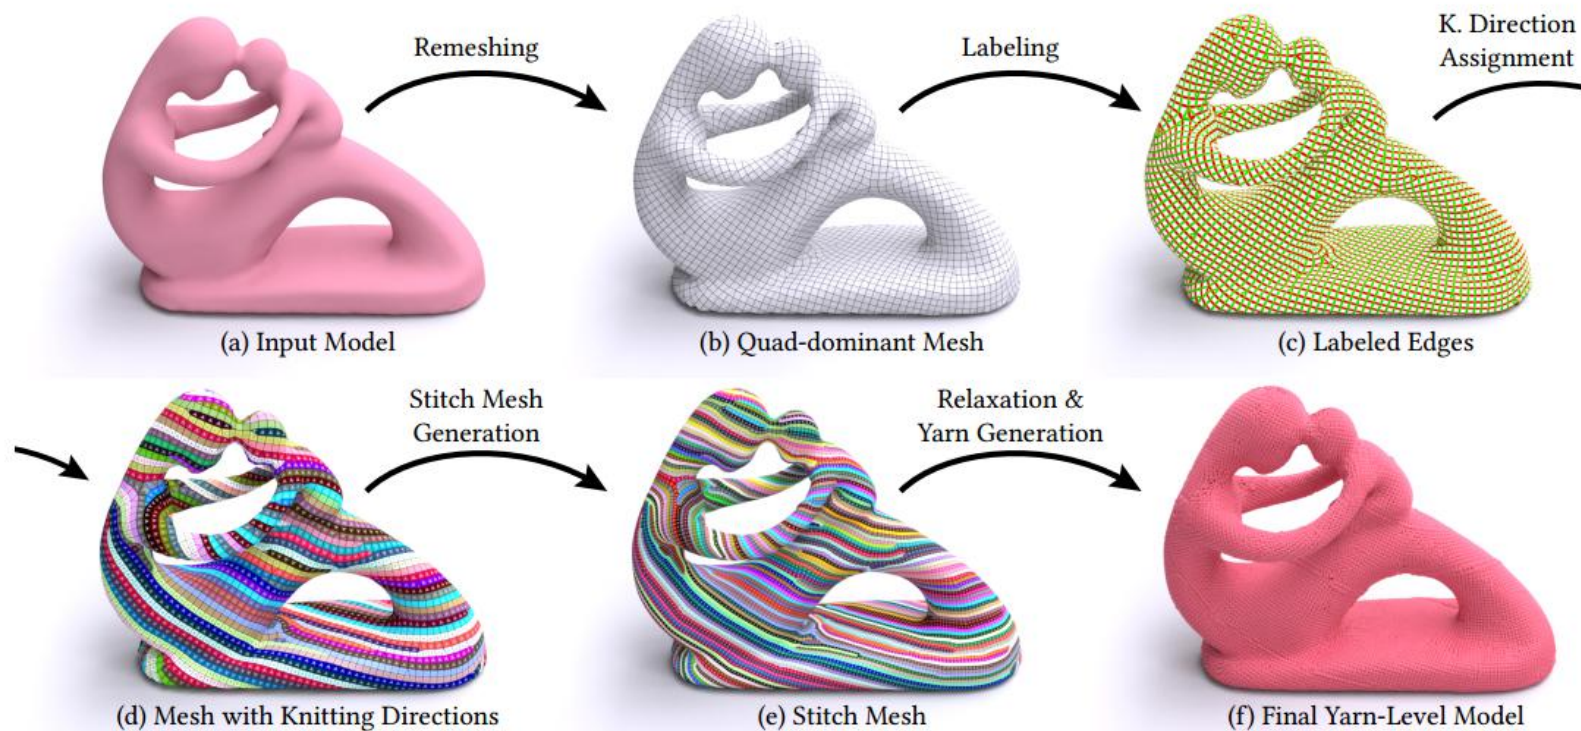 Remeshing
Labeling
K. Direction
Assignment
(a) Input Model
(b) Quad-dominant Mesh
(c) Labeled Edges
Stitch Mesh
Generation
Relaxation &
Yarn Generation
(d) Mesh with Knitting Directions
(e) Stitch Mesh
(f) Final Yarn-Level Model